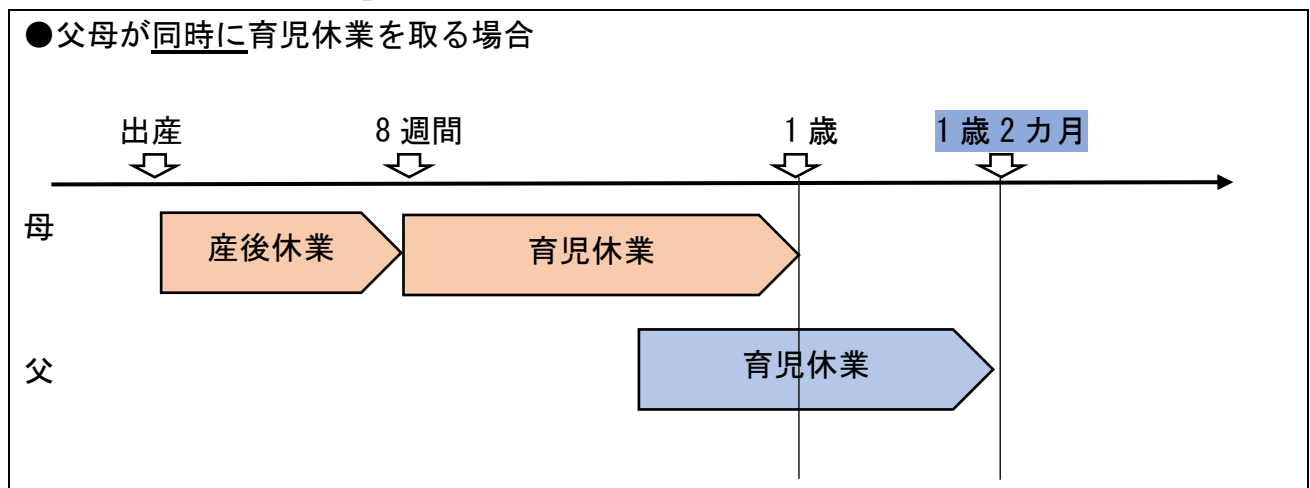 ●父母が同時に育児休業を取る場合
出産 8週間 1歳 1歳2カ月
母
産後休業 育児休業
父
育児休業